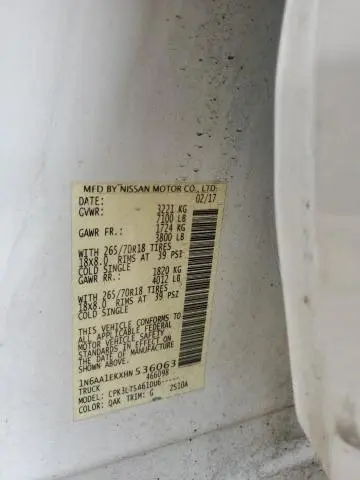 MFD BY NISSAN MOTOR CO., LTD.
DATE: 02/17
GVWR: 3221 KG
7100 LB
GAWR FR.: 1724 KG
3800 LB
WITH 265/70R18 TIRES
18X8.0 RIMS AT 39 PSI
COLD SINGLE
GAWR RR.: 1820 KG
4012 LB
WITH 265/70R18 TIRES
18X8.0 RIMS AT 39 PSI
COLD SINGLE
THIS VEHICLE CONFORMS TO
ALL APPLICABLE FEDERAL
MOTOR VEHICLE SAFETY
STANDARDS IN EFFECT ON
THE DATE OF MANUFACTURE
1N6AA1EKXHN536063
466098
TRUCK
MODEL: CPK3LTSA610U6-----
COLOR: QAK TRIM: G 2S10A